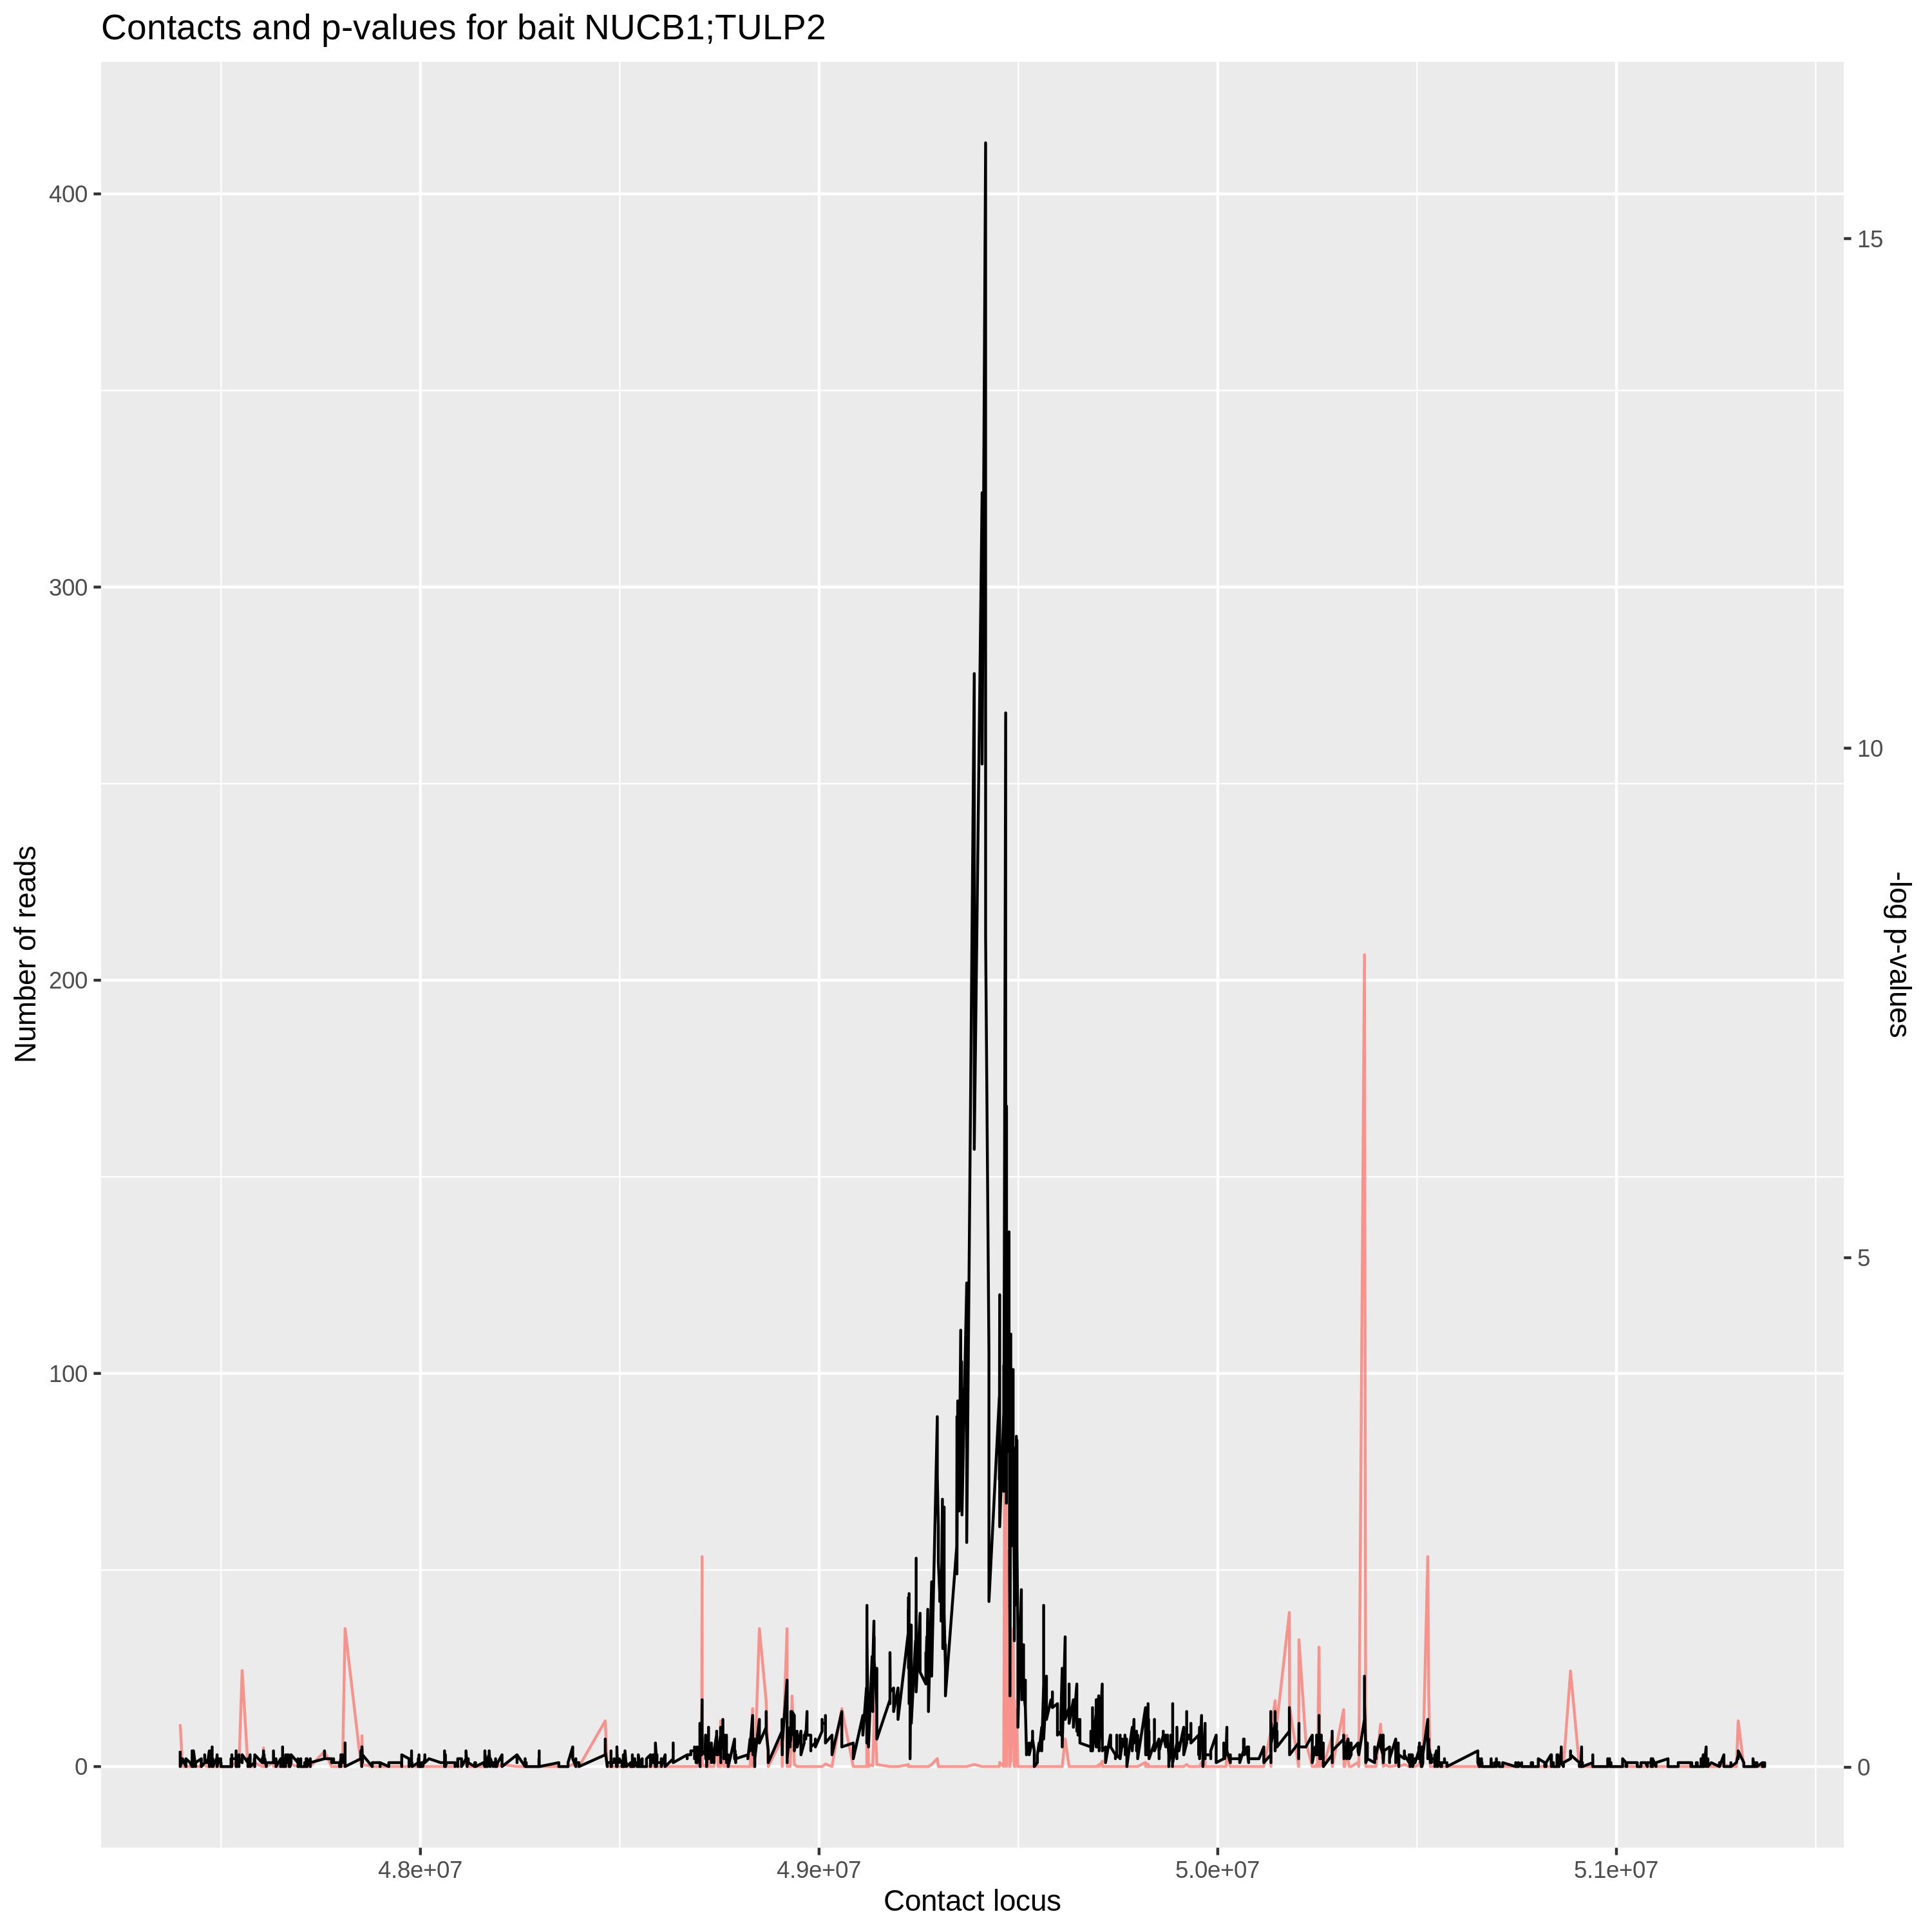 Contacts and p-values for bait NUCB1;TULP2
400
300
200
100
0
Number of reads
15
10
5
0
-log p-values
4.8e+07
4.9e+07
5.0e+07
5.1e+07
Contact locus